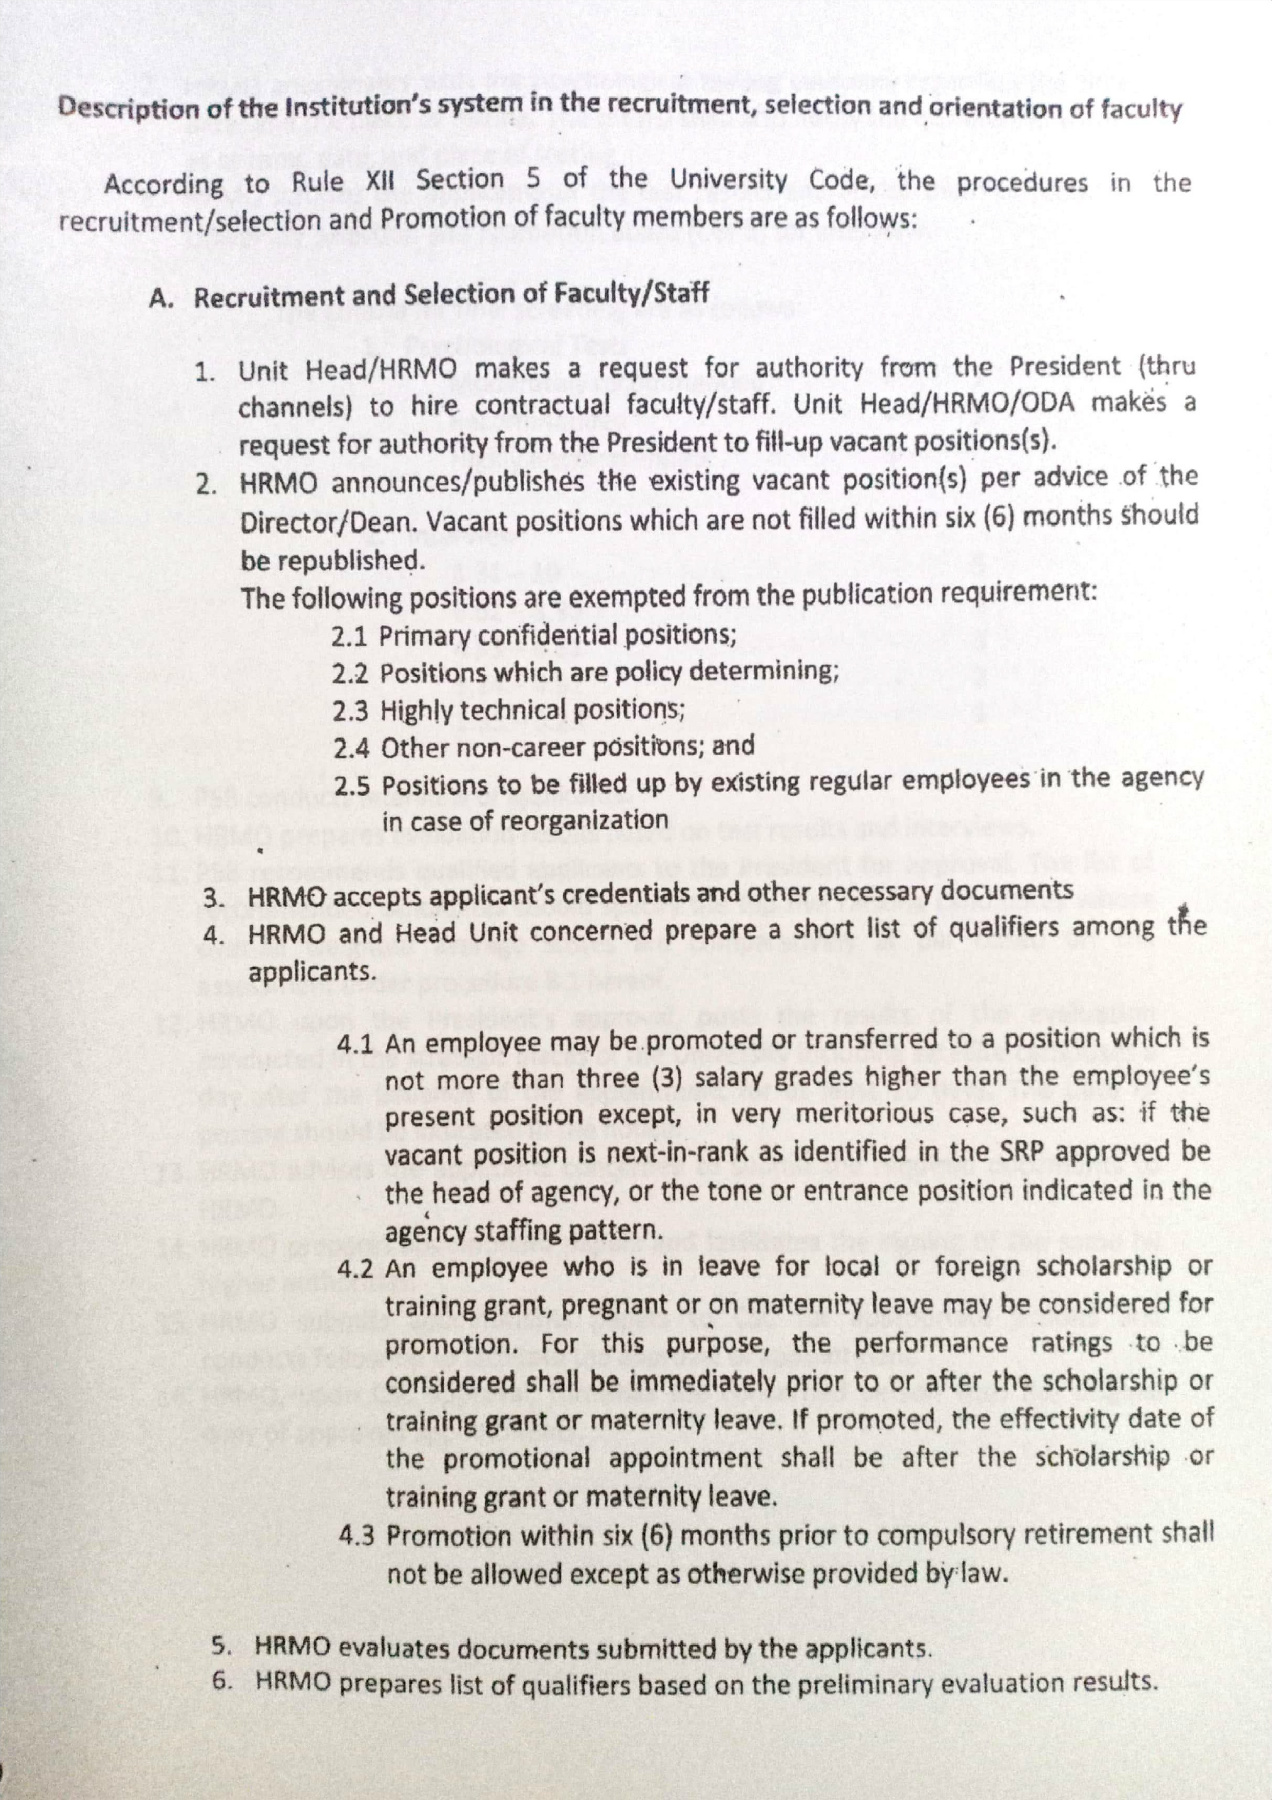 Description of the Institution's system in the recruitment, selection and orientation of faculty
According to Rule XII Section 5 of the University Code, the procedures in the
recruitment/selection and Promotion of faculty members are as follows:
A. Recruitment and Selection of Faculty/Staff
1. Unit Head/HRMO makes a request for authority from the President (thru
channels) to hire contractual faculty/staff. Unit Head/HRMO/ODA makes a
request for authority from the President to fill-up vacant positions(s).
2. HRMO announces/publishes the existing vacant position(s) per advice of the
Director/Dean. Vacant positions which are not filled within six (6) months should
be republished.
The following positions are exempted from the publication requirement:
2.1 Primary confidential positions;
2.2 Positions which are policy determining;
2.3 Highly technical positions;
2.4 Other non-career positions; and
2.5 Positions to be filled up by existing regular employees in the agency
in case of reorganization
3. HRMO accepts applicant's credentials and other necessary documents
4. HRMO and Head Unit concerned prepare a short list of qualifiers among the
applicants.
4.1 An employee may be promoted or transferred to a position which is
not more than three (3) salary grades higher than the employee's
present position except, in very meritorious case, such as: if the
vacant position is next-in-rank as identified in the SRP approved be
the head of agency, or the tone or entrance position indicated in the
agency staffing pattern.
4.2 An employee who is in leave for local or foreign scholarship or
training grant, pregnant or on maternity leave may be considered for
promotion. For this purpose, the performance ratings to be
considered shall be immediately prior to or after the scholarship or
training grant or maternity leave. If promoted, the effectivity date of
the promotional appointment shall be after the scholarship or
training grant or maternity leave.
4.3 Promotion within six (6) months prior to compulsory retirement shall
not be allowed except as otherwise provided by law.
5. HRMO evaluates documents submitted by the applicants.
6. HRMO prepares list of qualifiers based on the preliminary evaluation results.